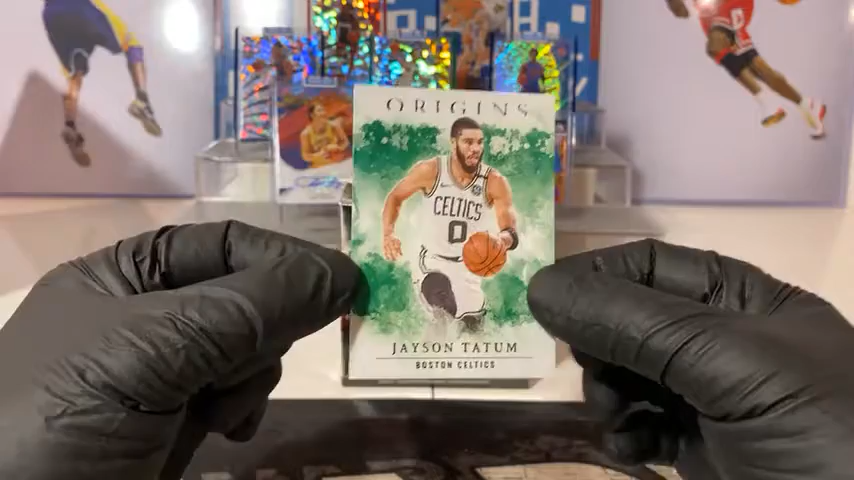 ORIGINS
CELTICS
0
JAYSON TATUM
BOSTON CELTICS